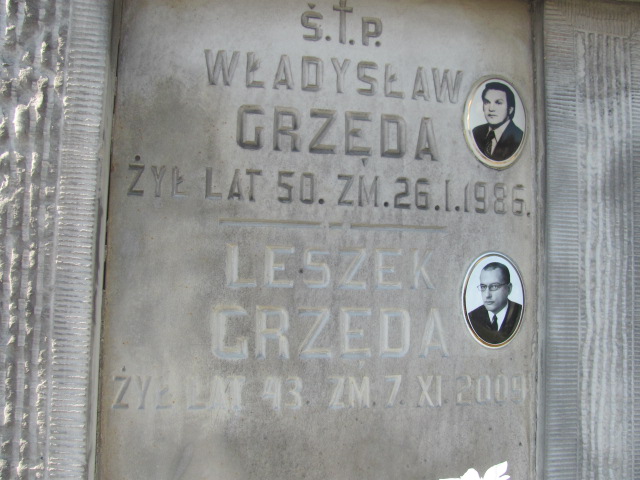 Ś.†P.
WŁADYSŁAW
GRZĘDA
ŻYŁ LAT 50. ZM.26.I.1986.
LESZEK
GRZĘDA
ŻYŁ LAT 43. ZM.7.XI 2009